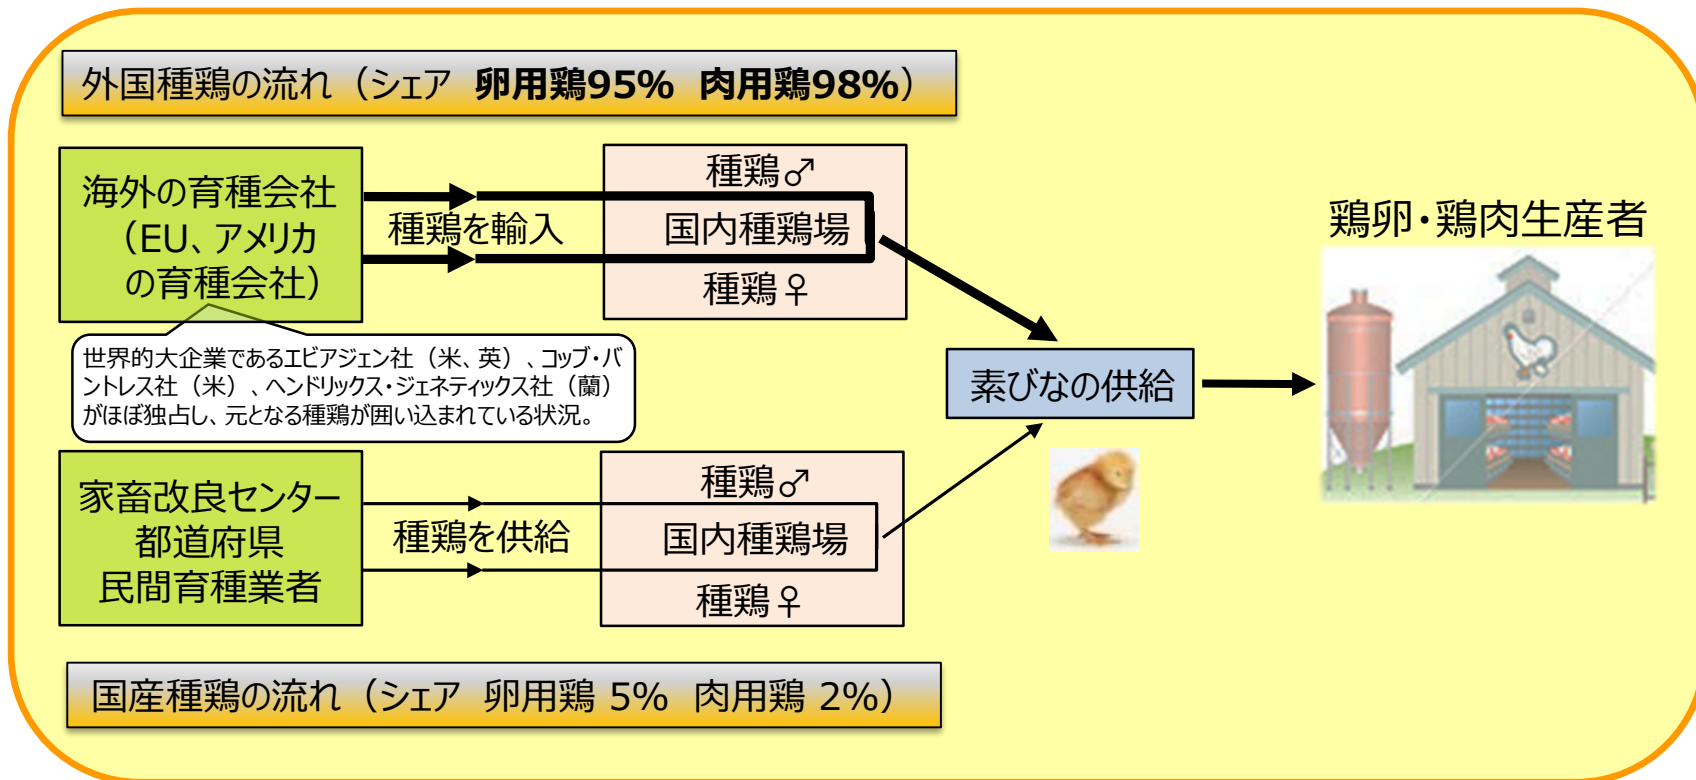 外国種鶏の流れ（シェア 卵用鶏95% 肉用鶏98%）
海外の育種会社
（EU、アメリカ
の育種会社）
種鶏を輸入
種鶏♂
国内種鶏場
種鶏♀
世界的大企業であるエビアジェン社（米、英）、コッブ・バ
ントレス社（米）、ヘンドリックス・ジェネティックス社（蘭）
がほぼ独占し、元となる種鶏が囲い込まれている状況。
素びなの供給
鶏卵・鶏肉生産者
家畜改良センター
都道府県
民間育種業者
種鶏を供給
種鶏♂
国内種鶏場
種鶏♀
国産種鶏の流れ（シェア 卵用鶏 5% 肉用鶏 2%）